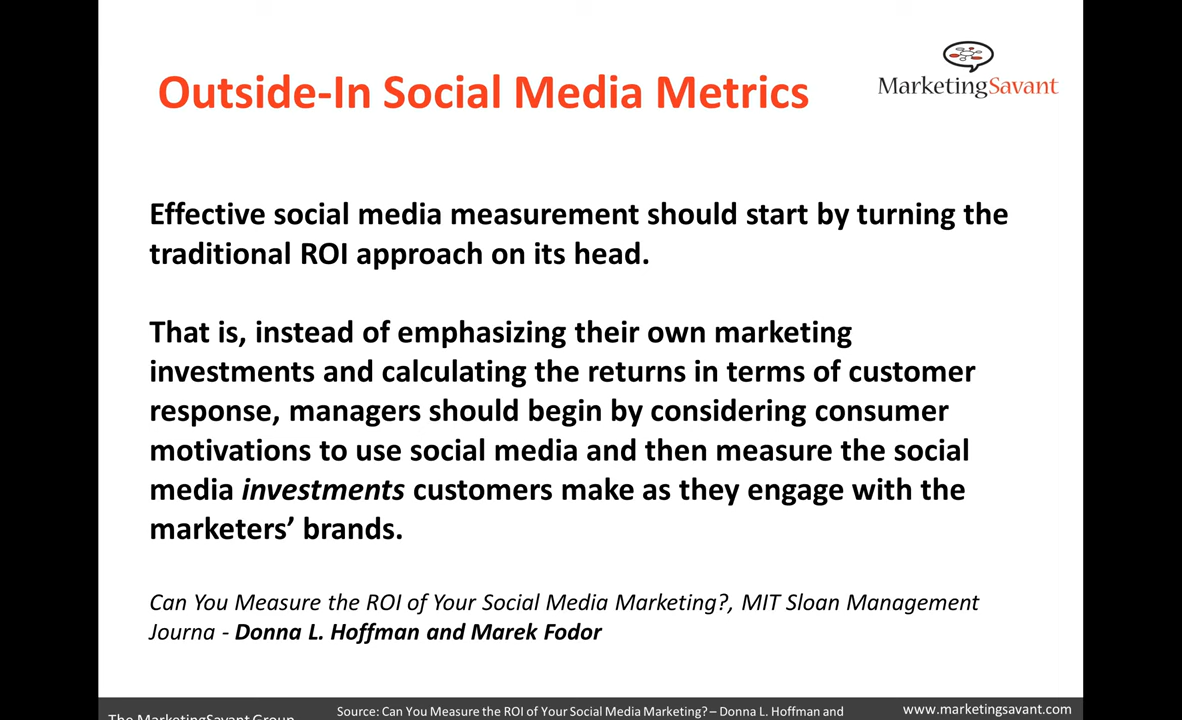 Outside-In Social Media Metrics
MarketingSavant
Effective social media measurement should start by turning the
traditional ROI approach on its head.
That is, instead of emphasizing their own marketing
investments and calculating the returns in terms of customer
response, managers should begin by considering consumer
motivations to use social media and then measure the social
media investments customers make as they engage with the
marketers’ brands.
Can You Measure the ROI of Your Social Media Marketing?, MIT Sloan Management
Journa - Donna L. Hoffman and Marek Fodor
The MarketingSavant Group
Source: Can You Measure the ROI of Your Social Media Marketing? – Donna L. Hoffman and
www.marketingsavant.com